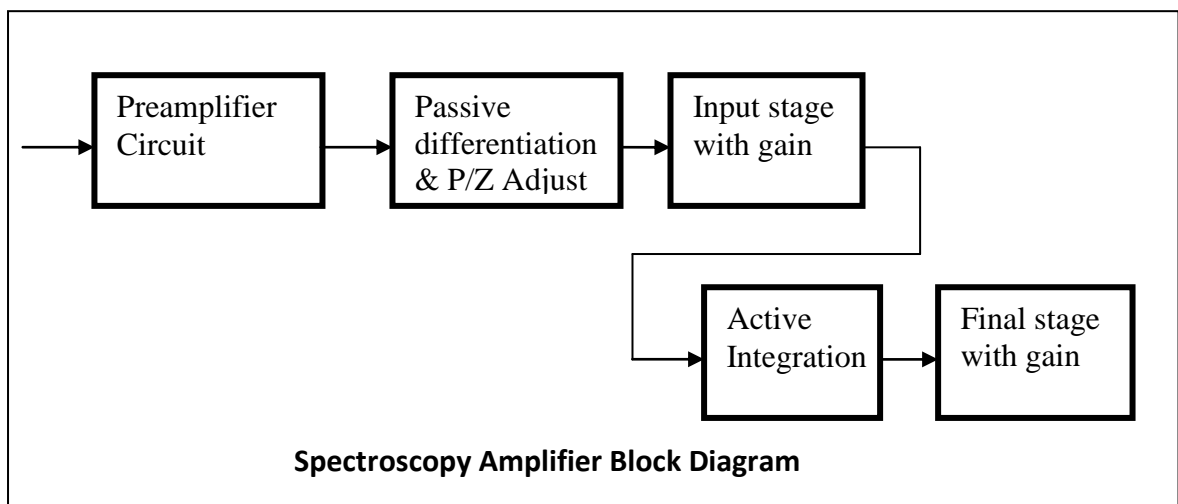 Preamplifier
Circuit
Passive
differentiation
& P/Z Adjust
Input stage
with gain
Active
Integration
Final stage
with gain
Spectroscopy Amplifier Block Diagram